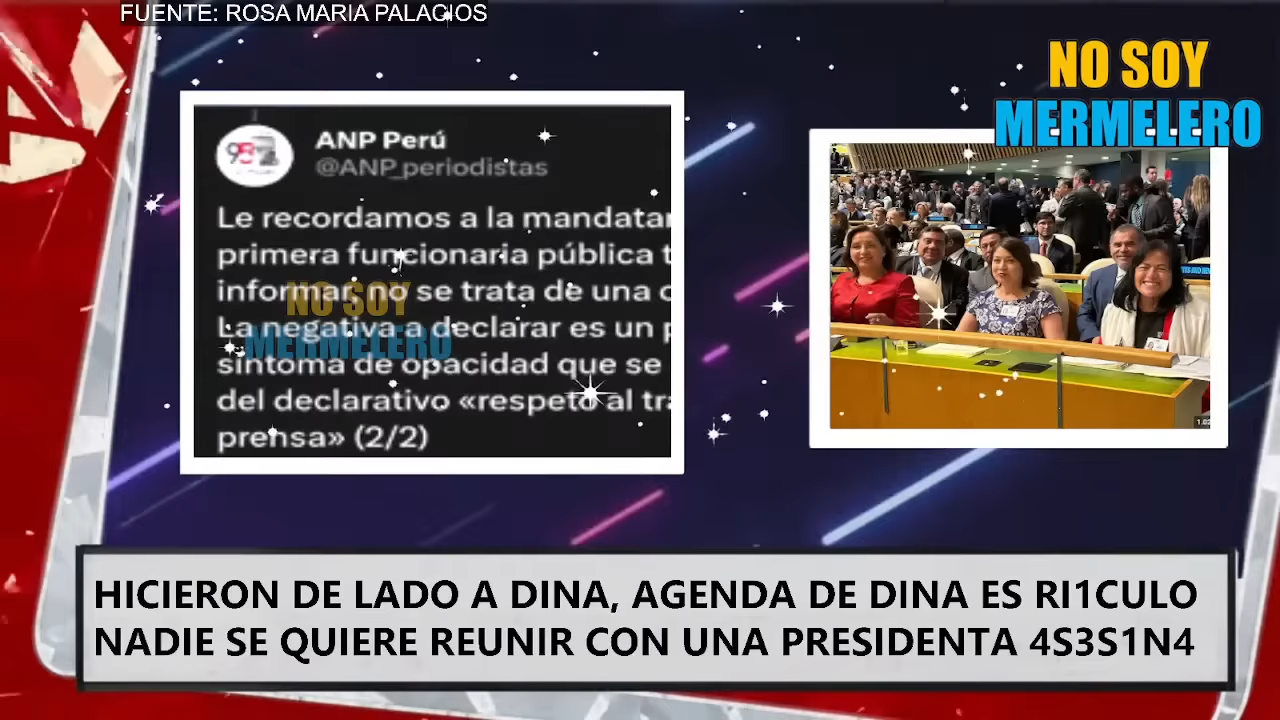 FUENTE: ROSA MARIA PALACIOS
NO SOY
MERMELERO
ANP Perú
@ANP_periodistas
Le recordamos a la mandatar
primera funcionaria pública t
informar, no se trata de una c
La negativa a declarar es un p
síntoma de opacidad que se
del declarativo «respeto al tra
prensa» (2/2)
NO SOY
MERMELERO
HICIERON DE LADO A DINA, AGENDA DE DINA ES RI1CULO
NADIE SE QUIERE REUNIR CON UNA PRESIDENTA 4S3S1N4